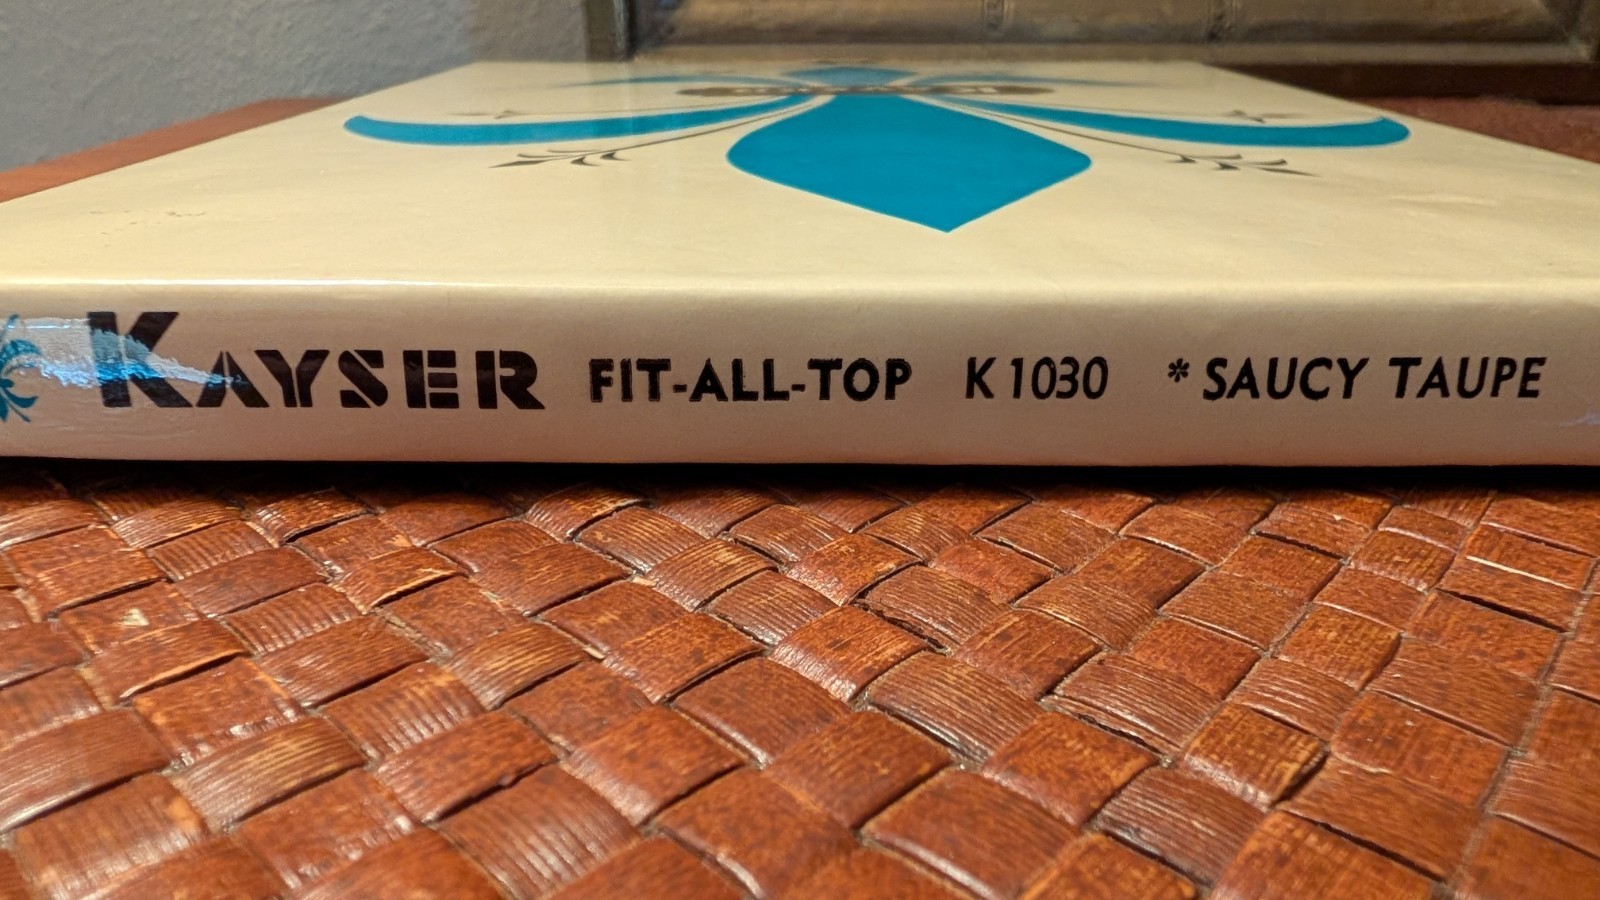 KAYSER FIT-ALL-TOP K1030 *SAUCY TAUPE